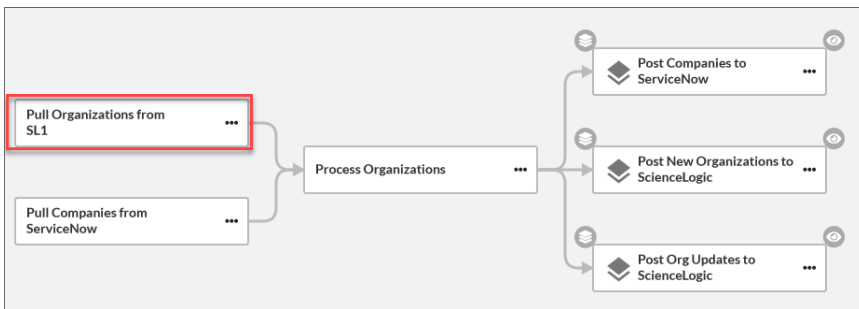 Pull Organizations from
SL1
Pull Companies from
ServiceNow
Process Organizations
Post Companies to
ServiceNow
Post New Organizations to
ScienceLogic
Post Org Updates to
ScienceLogic